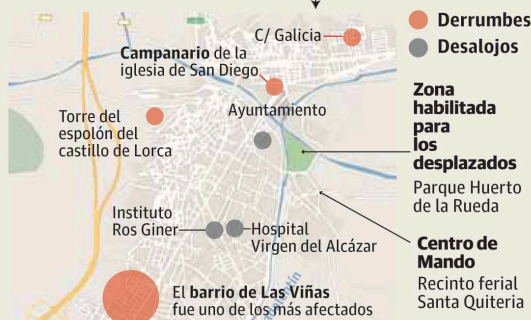 C/ Galicia
Derrumbes
Desalojos
Campanario de la
iglesia de San Diego
Ayuntamiento
Torre del
espolón del
castillo de Lorca
Zona
habilitada
para
los
desplazados
Parque Huerto
de la Rueda
Instituto
Ros Giner
Hospital
Virgen del Alcázar
Centro de
Mando
Recinto ferial
Santa Quiteria
El barrio de Las Viñas
fue uno de los más afectados